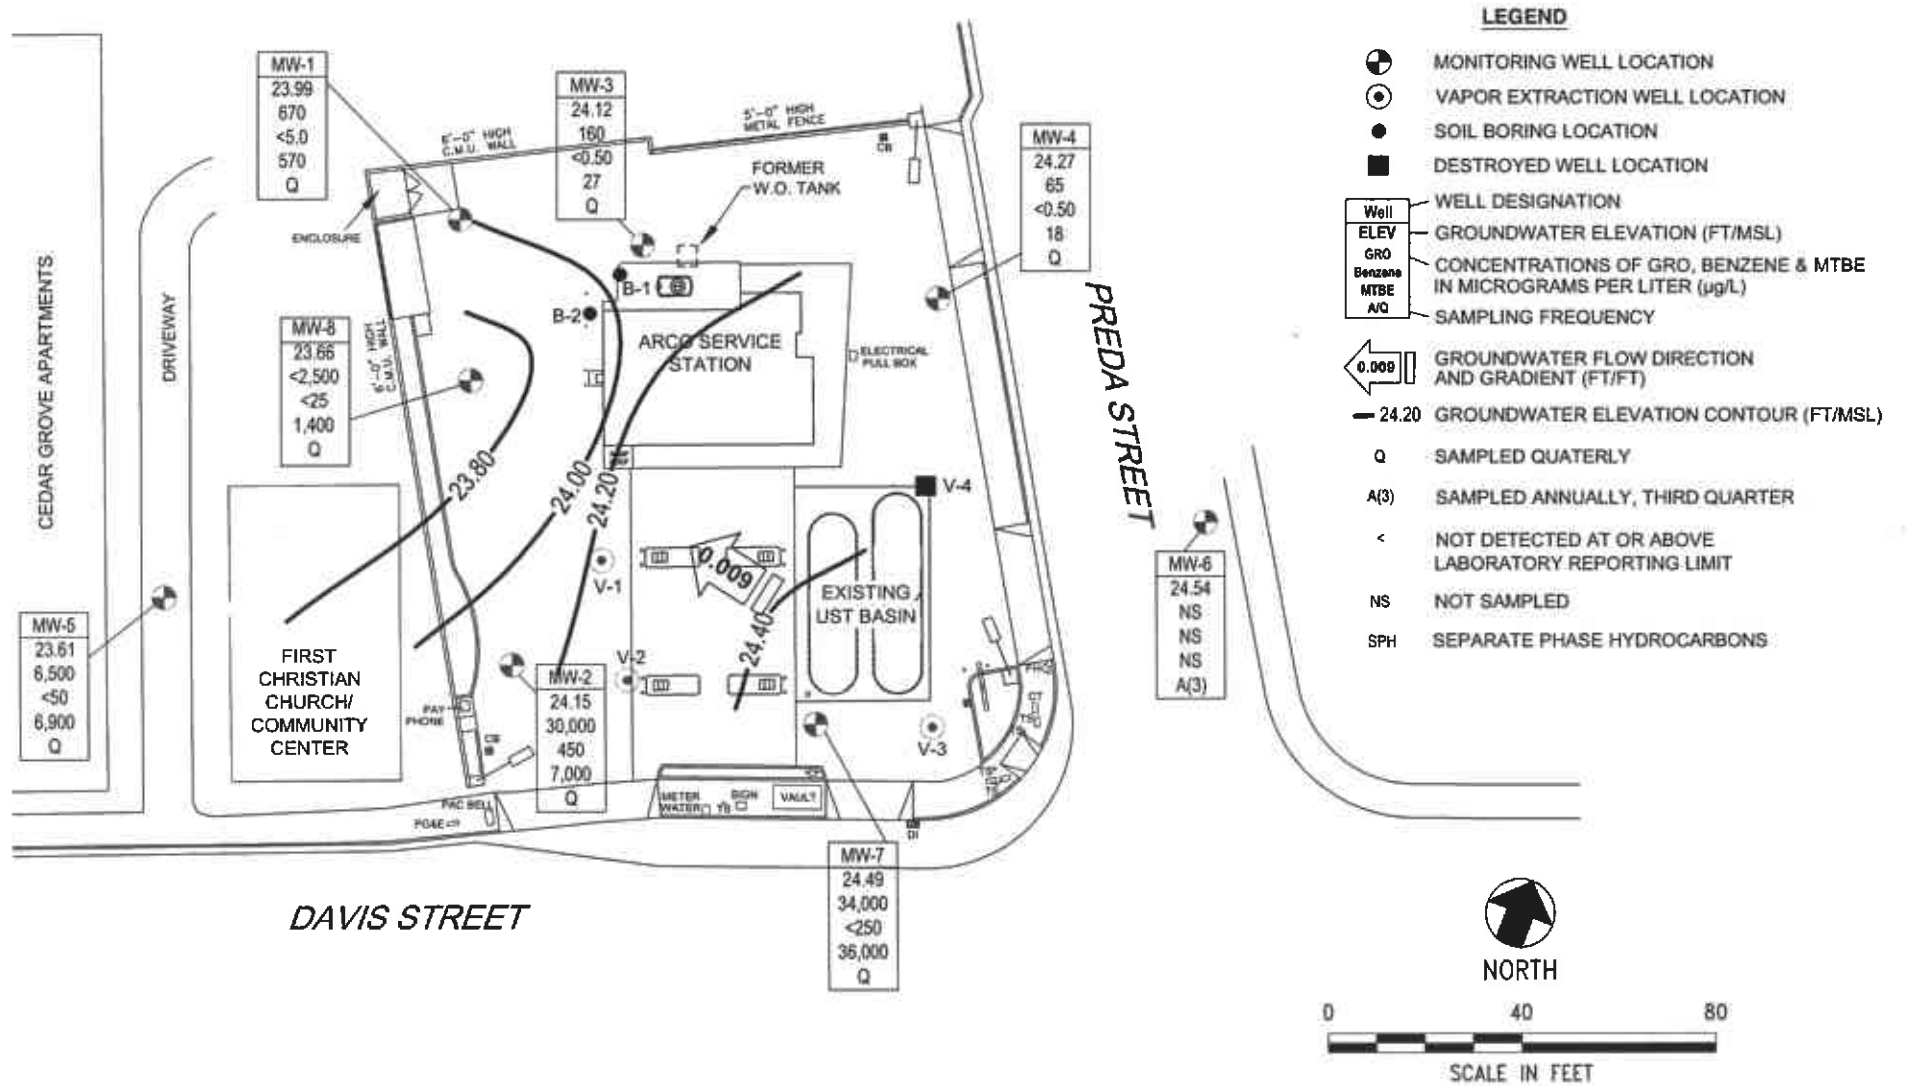 LEGEND
MONITORING WELL LOCATION
VAPOR EXTRACTION WELL LOCATION
SOIL BORING LOCATION
DESTROYED WELL LOCATION
Well
WELL DESIGNATION
ELEV
GROUNDWATER ELEVATION (FT/MSL)
GRO
Benzene
MTBE
CONCENTRATIONS OF GRO, BENZENE & MTBE
IN MICROGRAMS PER LITER (µg/L)
A/Q
SAMPLING FREQUENCY
0.009
GROUNDWATER FLOW DIRECTION
AND GRADIENT (FT/FT)
24.20 GROUNDWATER ELEVATION CONTOUR (FT/MSL)
Q SAMPLED QUATERLY
A(3) SAMPLED ANNUALLY, THIRD QUARTER
< NOT DETECTED AT OR ABOVE
LABORATORY REPORTING LIMIT
NS NOT SAMPLED
SPH SEPARATE PHASE HYDROCARBONS
MW-1
23.99
670
<5.0
570
Q
MW-3
24.12
160
<0.50
27
Q
MW-4
24.27
65
<0.50
18
Q
MW-8
23.66
<2,500
<25
1,400
Q
MW-5
23.61
6,500
<50
6,900
Q
MW-2
24.15
30,000
450
7,000
Q
MW-6
24.54
NS
NS
NS
A(3)
MW-7
24.49
34,000
<250
36,000
Q
6'-0" HIGH
C.M.U. WALL
5'-0" HIGH
METAL FENCE
CB
FORMER
W.O. TANK
ENCLOSURE
6'-0" HIGH
C.M.U. WALL
B-1
B-2
ARCO SERVICE
STATION
ELECTRICAL
PULL BOX
CEDAR GROVE APARTMENTS
DRIVEWAY
PREDA STREET
23.80
24.00
24.20
24.40
0.009
V-4
V-1
V-2
V-3
EXISTING
UST BASIN
FIRST
CHRISTIAN
CHURCH/
COMMUNITY
CENTER
PAY
PHONE
CB
PAC BELL
PG&E
METER
WATER
TB
SIGN
VAULT
DI
DAVIS STREET
NORTH
0 40 80
SCALE IN FEET